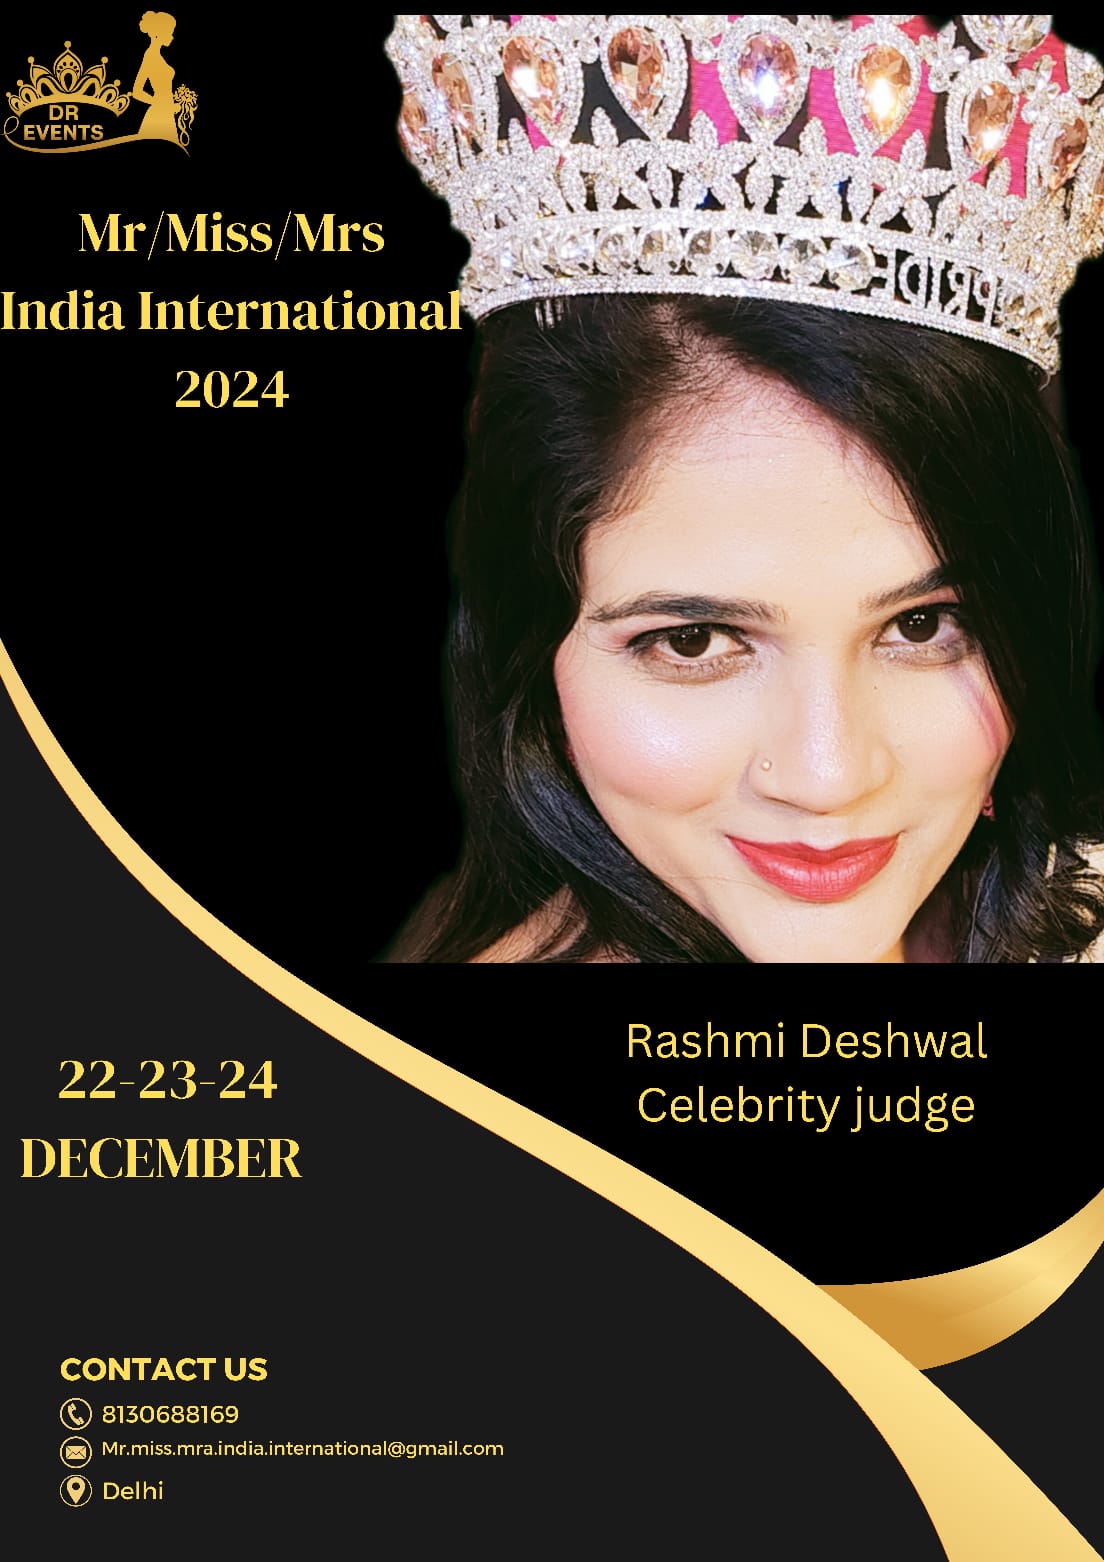 DR
EVENTS
Mr/Miss/Mrs
India International
2024
PRIDE
Rashmi Deshwal
Celebrity judge
22-23-24
DECEMBER
CONTACT US
8130688169
Mr.miss.mra.india.international@gmail.com
Delhi